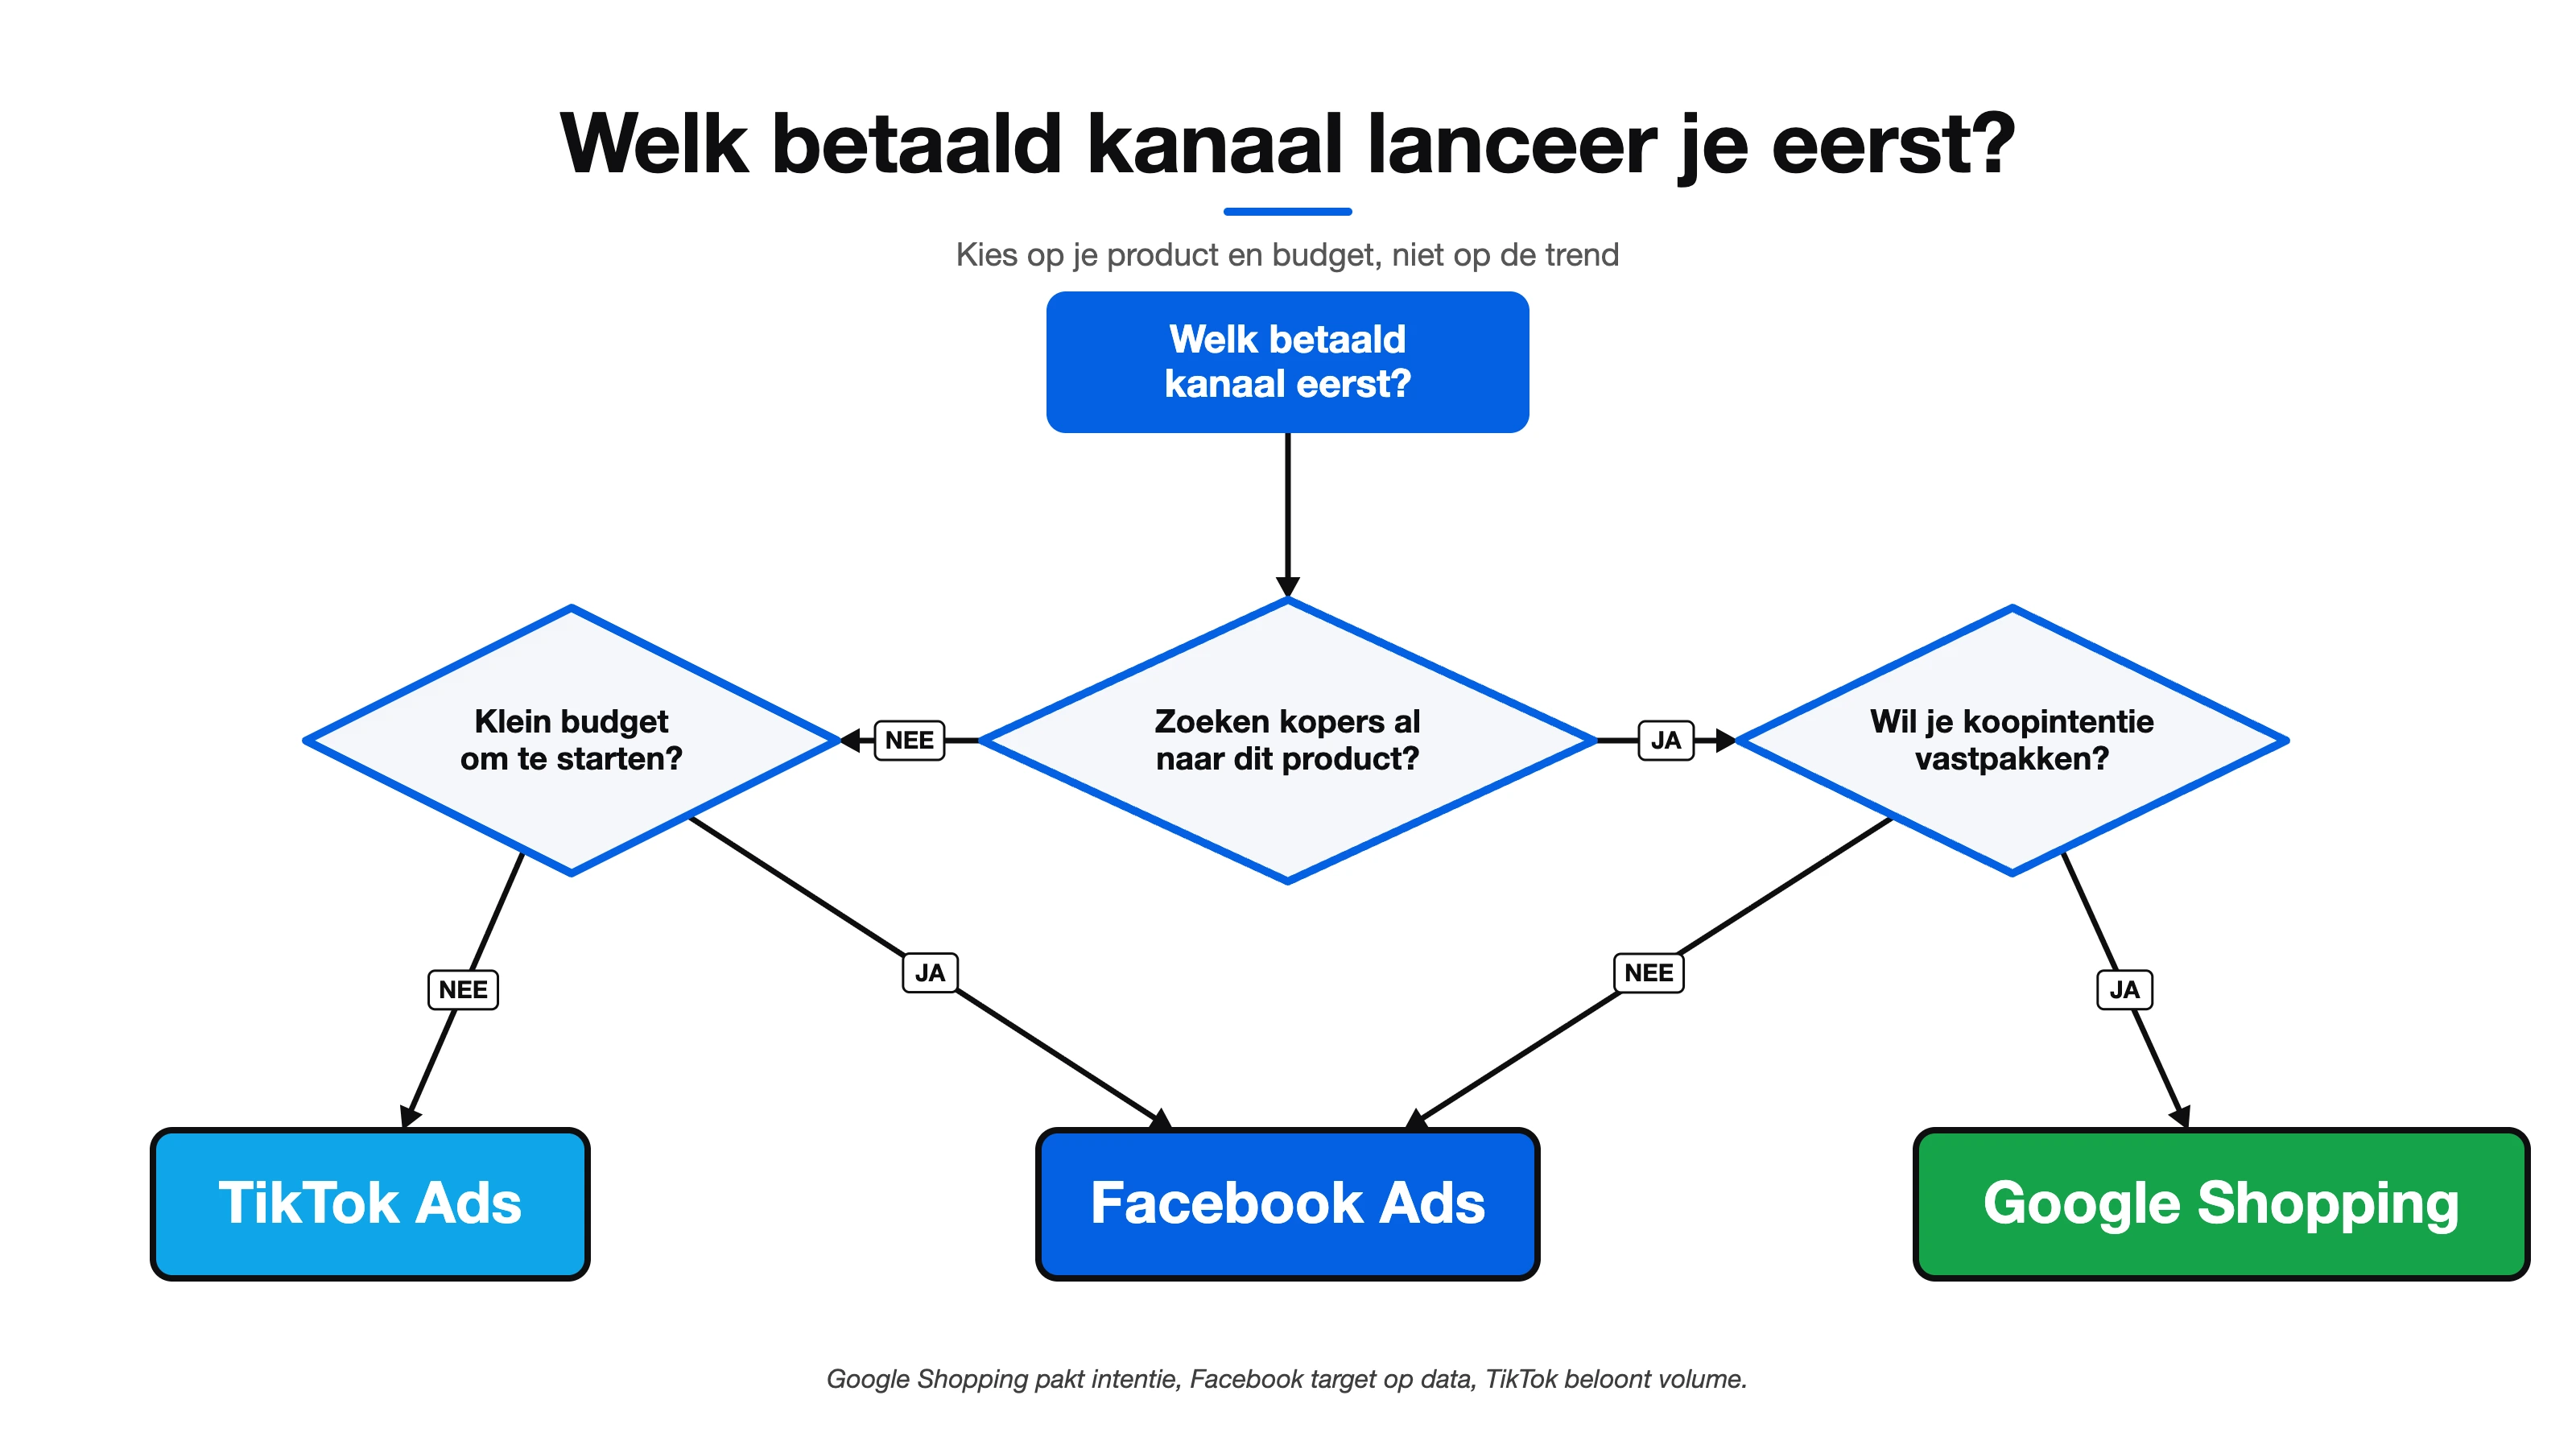 Welk betaald kanaal lanceer je eerst?
Kies op je product en budget, niet op de trend
Welk betaald
kanaal eerst?
Klein budget
om te starten?
NEE
Zoeken kopers al
naar dit product?
JA
Wil je koopintentie
vastpakken?
NEE
JA
NEE
JA
TikTok Ads
Facebook Ads
Google Shopping
Google Shopping pakt intentie, Facebook target op data, TikTok beloont volume.